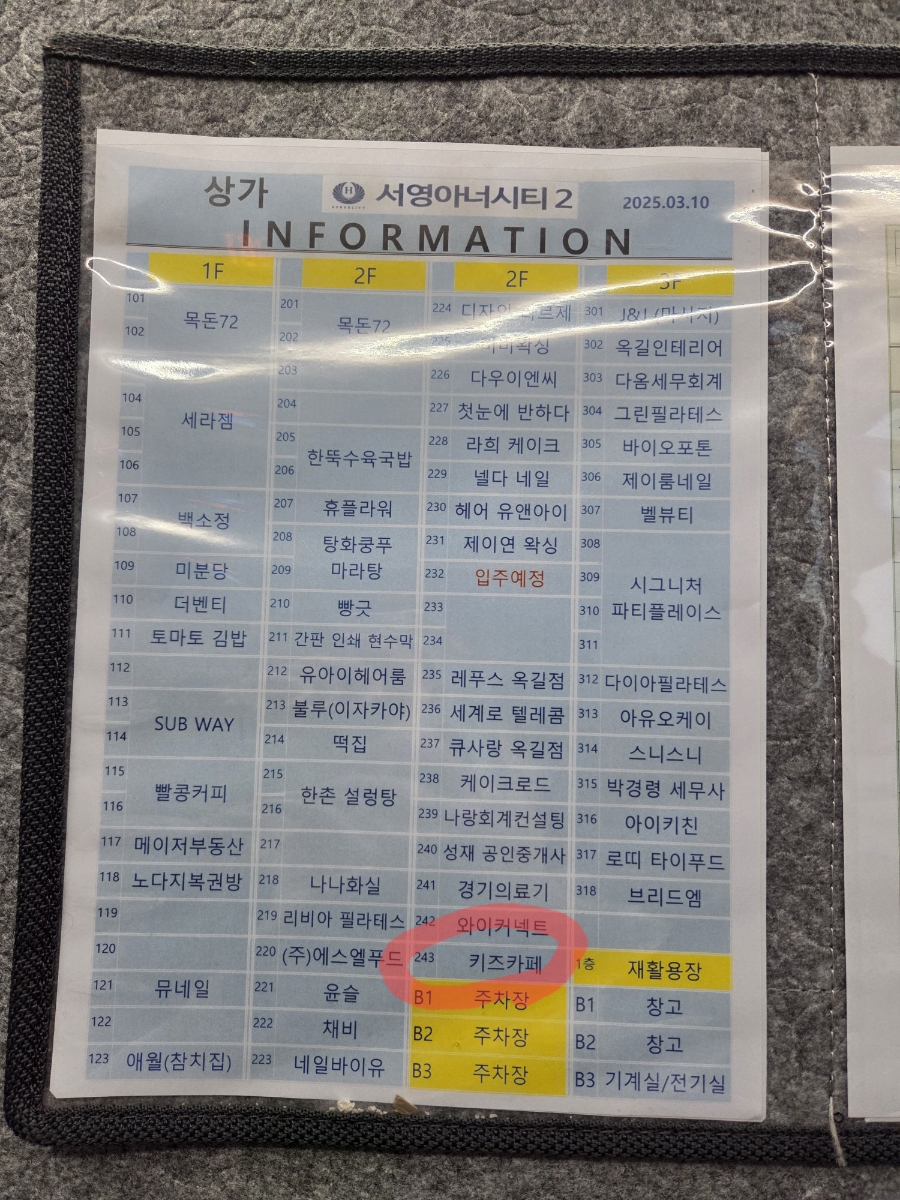 상가 서영아너시티 2 2025.03.10
INFORMATION
1F 2F 2F 3F
101 201 224 301
목돈72 목돈72 J&I
102 202 302 옥길인테리어
203 226 다우이엔씨 303 다옴세무회계
104 204 227 첫눈에 반하다 304 그린필라테스
세라젬
105 205 228 라희 케이크 305 바이오포톤
한뚝수육국밥
106 206 229 넬다 네일 306 제이룸네일
107 207 휴플라워 230 헤어 유앤아이 307 벨뷰티
백소정
108 208 탕화쿵푸 231 제이연 왁싱 308
109 미분당 209 마라탕 232 입주예정 309 시그니처
110 더벤티 210 빵긋 233 310 파티플레이스
111 토마토 김밥 211 간판 인쇄 현수막 234 311
112 212 유아이헤어룸 235 레푸스 옥길점 312 다이아필라테스
113 213 불루(이자카야) 236 세계로 텔레콤 313 아유오케이
SUB WAY
114 214 떡집 237 큐사랑 옥길점 314 스니스니
115 215 238 케이크로드 315 박경령 세무사
빨콩커피 한촌 설렁탕
116 216 239 나랑회계컨설팅 316 아이키친
117 메이저부동산 217 240 성재 공인중개사 317 로띠 타이푸드
118 노다지복권방 218 나나화실 241 경기의료기 318 브리드엠
119 219 리비아 필라테스 242 와이커넥트
120 220 (주)에스엘푸드 243 키즈카페 1층 재활용장
121 뮤네일 221 윤슬 B1 주차장 B1 창고
122 222 채비 B2 주차장 B2 창고
123 애월(참치집) 223 네일바이유 B3 주차장 B3 기계실/전기실